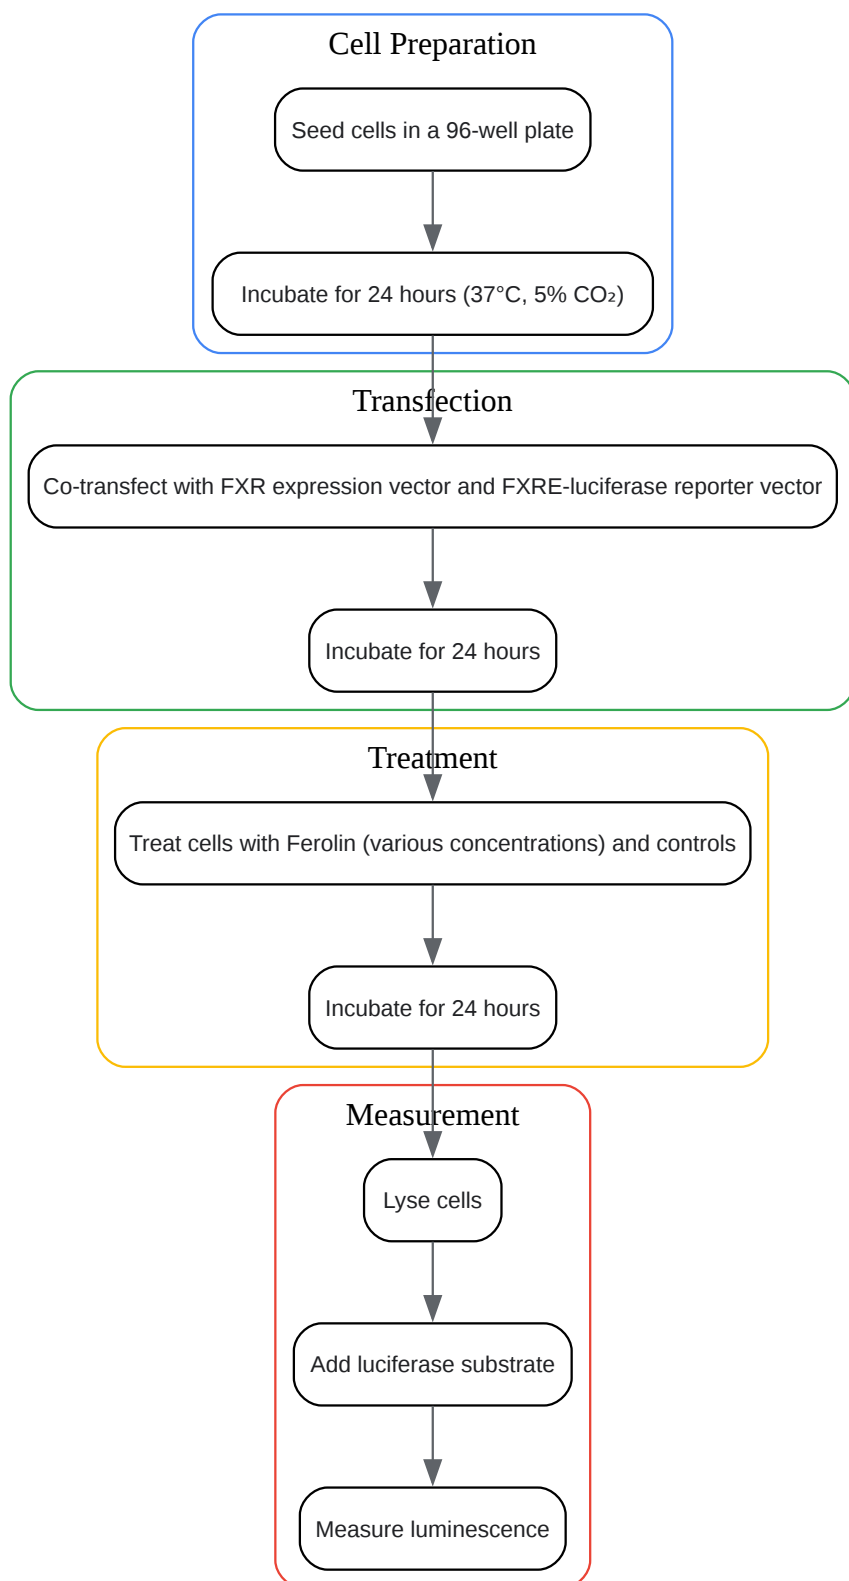 Cell Preparation
Seed cells in a 96-well plate
Incubate for 24 hours (37°C, 5% CO₂)
Transfection
Co-transfect with FXR expression vector and FXRE-luciferase reporter vector
Incubate for 24 hours
Treatment
Treat cells with Ferolin (various concentrations) and controls
Incubate for 24 hours
Measurement
Lyse cells
Add luciferase substrate
Measure luminescence